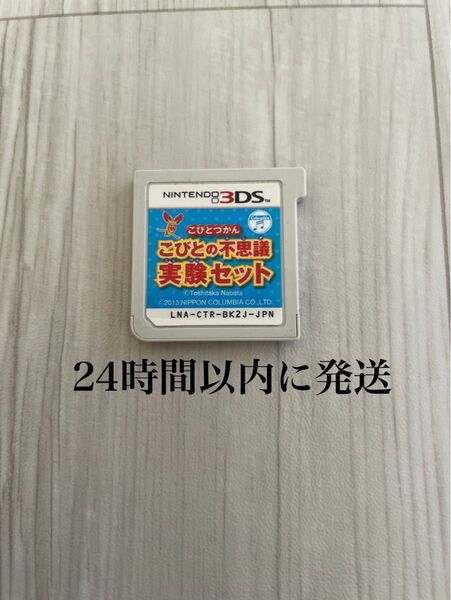 NINTENDO 3DS™
こびとづかん
Columbia
こびとの不思議
実験セット
© Toshitaka Nabata
©2013 NIPPON COLUMBIA CO.,LTD.
LNA-CTR-BK2J-JPN
24時間以内に発送